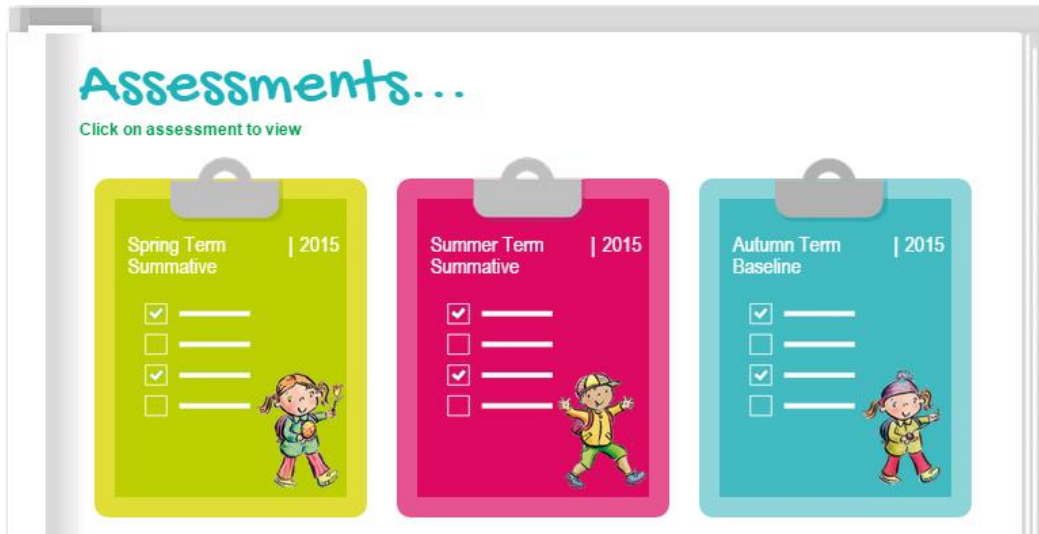 Assessments...
Click on assessment to view
Spring Term | 2015
Summative
Summer Term | 2015
Summative
Autumn Term | 2015
Baseline